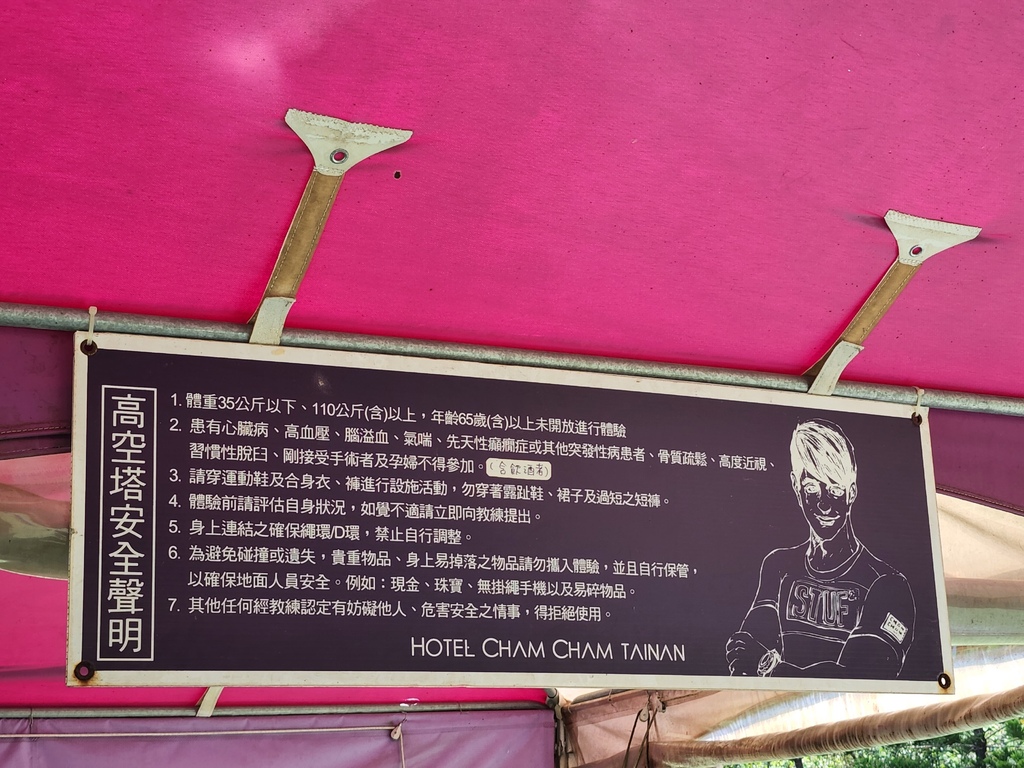 高空塔安全聲明
1. 體重35公斤以下、110公斤(含)以上，年齡65歲(含)以上未開放進行體驗
2. 患有心臟病、高血壓、腦溢血、氣喘、先天性癲癇症或其他突發性病患者、骨質疏鬆、高度近視、
習慣性脫臼、剛接受手術者及孕婦不得參加。(含飲酒者)
3. 請穿運動鞋及合身衣、褲進行設施活動，勿穿著露趾鞋、裙子及過短之短褲。
4. 體驗前請評估自身狀況，如覺不適請立即向教練提出。
5. 身上連結之確保繩環/D環，禁止自行調整。
6. 為避免碰撞或遺失，貴重物品、身上易掉落之物品請勿攜入體驗，並且自行保管，
以確保地面人員安全。例如：現金、珠寶、無掛繩手機以及易碎物品。
7. 其他任何經教練認定有妨礙他人、危害安全之情事，得拒絕使用。
HOTEL CHAM CHAM TAINAN